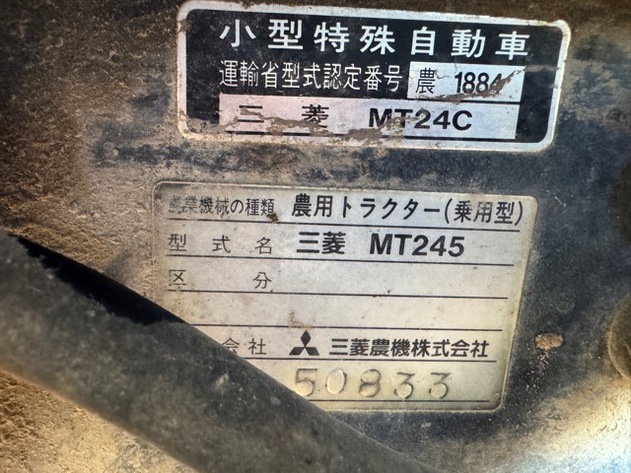 小型特殊自動車
運輸省型式認定番号 農 1884
三菱 MT24C
農業機械の種類 農用トラクター(乗用型)
型式名 三菱 MT245
区分
会社 三菱農機株式会社
50833